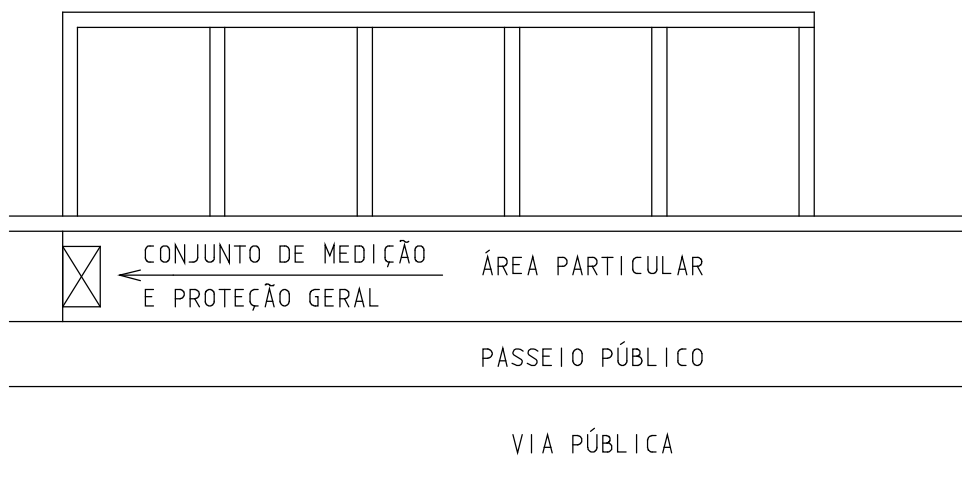 CONJUNTO DE MEDIÇÃO
E PROTEÇÃO GERAL
ÁREA PARTICULAR
PASSEIO PÚBLICO
VIA PÚBLICA